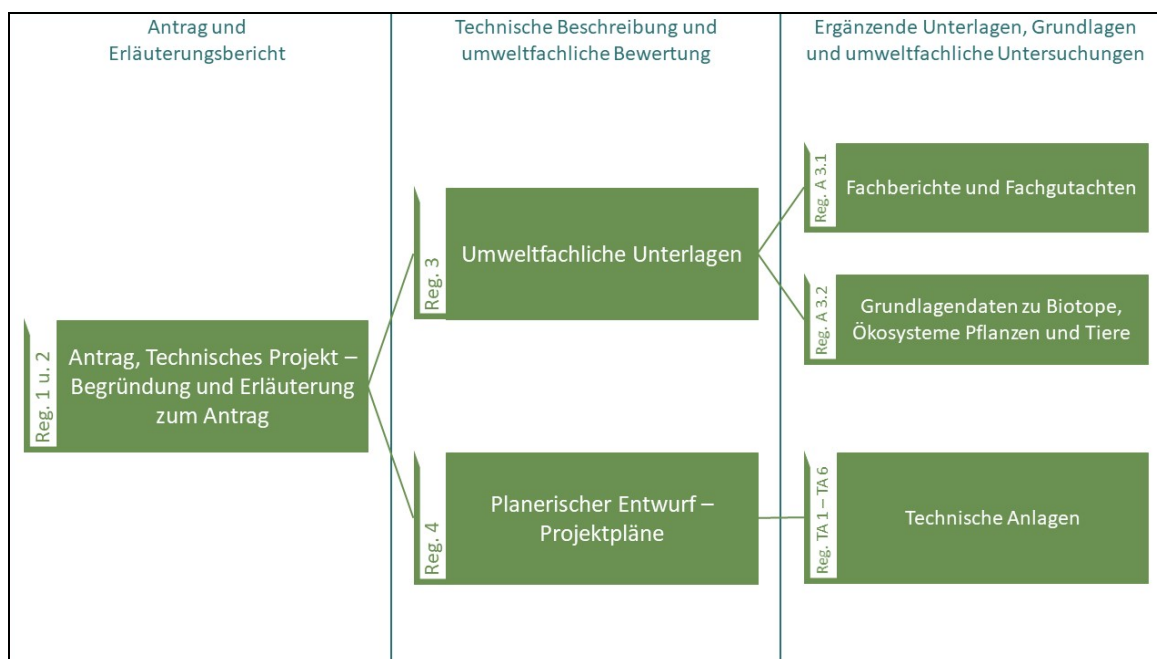 Antrag und
Erläuterungsbericht
Technische Beschreibung und
umweltfachliche Bewertung
Ergänzende Unterlagen, Grundlagen
und umweltfachliche Untersuchungen
Reg. 1 u. 2
Antrag, Technisches Projekt –
Begründung und Erläuterung
zum Antrag
Reg. 3
Umweltfachliche Unterlagen
Reg. 4
Planerischer Entwurf –
Projektpläne
Reg. A 3.1
Fachberichte und Fachgutachten
Reg. A 3.2
Grundlagendaten zu Biotope,
Ökosysteme Pflanzen und Tiere
Reg. TA 1 – TA 6
Technische Anlagen